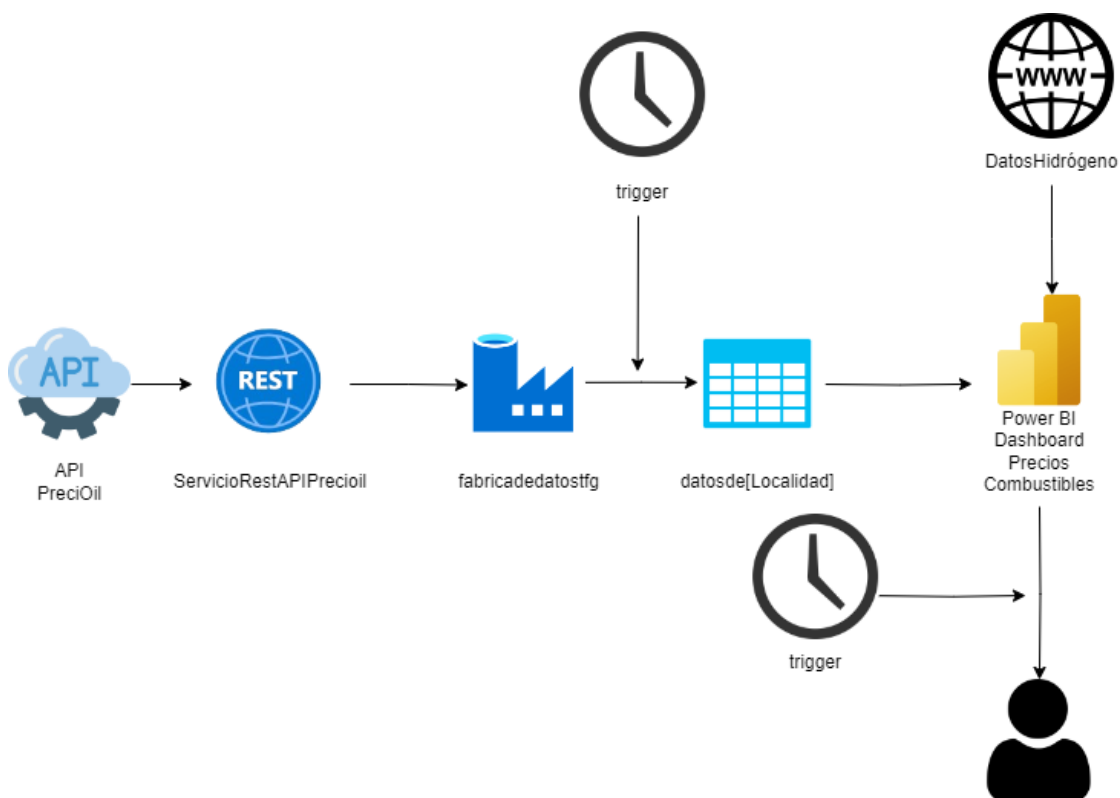 WWW
DatosHidrógeno
trigger
API
REST
API
PreciOil
ServicioRestAPIPrecioil
fabricadedatostfg
datosde[Localidad]
Power BI
Dashboard
Precios
Combustibles
trigger